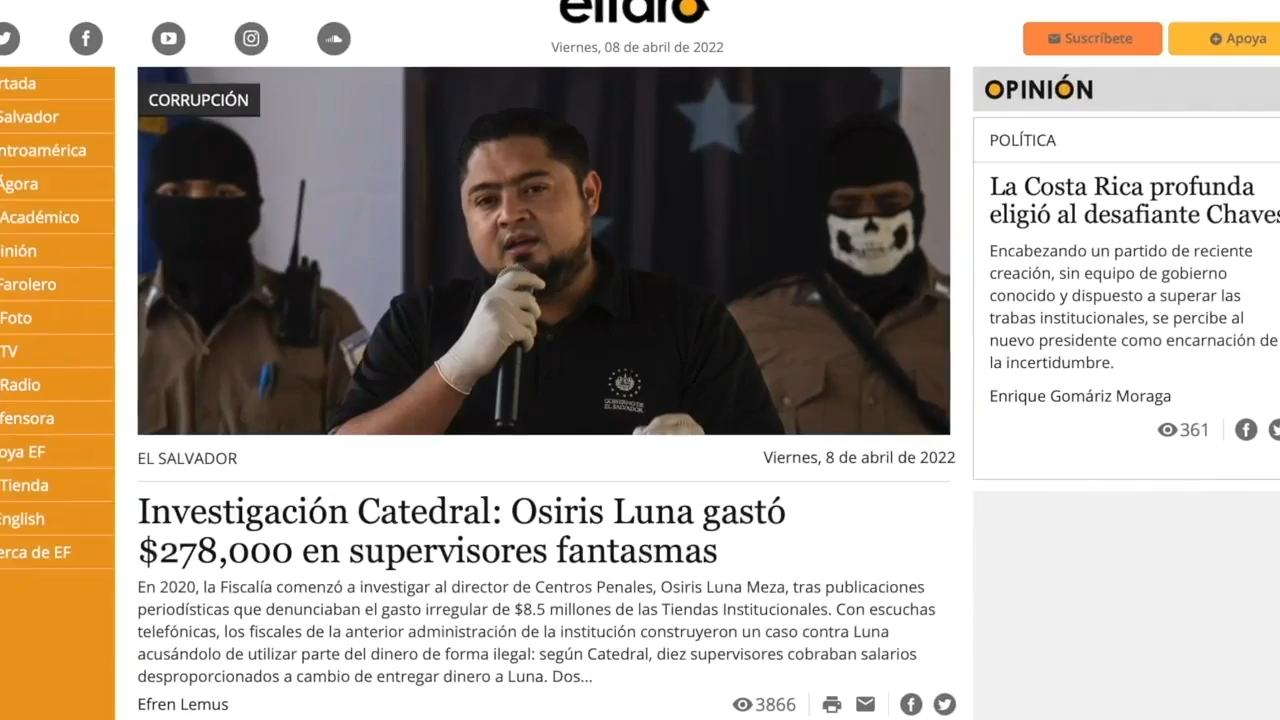 elfaro
Viernes, 08 de abril de 2022
Suscríbete
Apoya
rtada
Salvador
ntroamérica
Ágora
Académico
inión
Farolero
Foto
TV
Radio
fensora
oya EF
Tienda
English
erca de EF
CORRUPCIÓN
GOBIERNO DE
EL SALVADOR
EL SALVADOR
Viernes, 8 de abril de 2022
Investigación Catedral: Osiris Luna gastó
$278,000 en supervisores fantasmas
En 2020, la Fiscalía comenzó a investigar al director de Centros Penales, Osiris Luna Meza, tras publicaciones
periodísticas que denunciaban el gasto irregular de $8.5 millones de las Tiendas Institucionales. Con escuchas
telefónicas, los fiscales de la anterior administración de la institución construyeron un caso contra Luna
acusándolo de utilizar parte del dinero de forma ilegal: según Catedral, diez supervisores cobraban salarios
desproporcionados a cambio de entregar dinero a Luna. Dos...
Efren Lemus
3866
OPINIÓN
POLÍTICA
La Costa Rica profunda
eligió al desafiante Chaves
Encabezando un partido de reciente
creación, sin equipo de gobierno
conocido y dispuesto a superar las
trabas institucionales, se percibe al
nuevo presidente como encarnación de
la incertidumbre.
Enrique Gomáriz Moraga
361